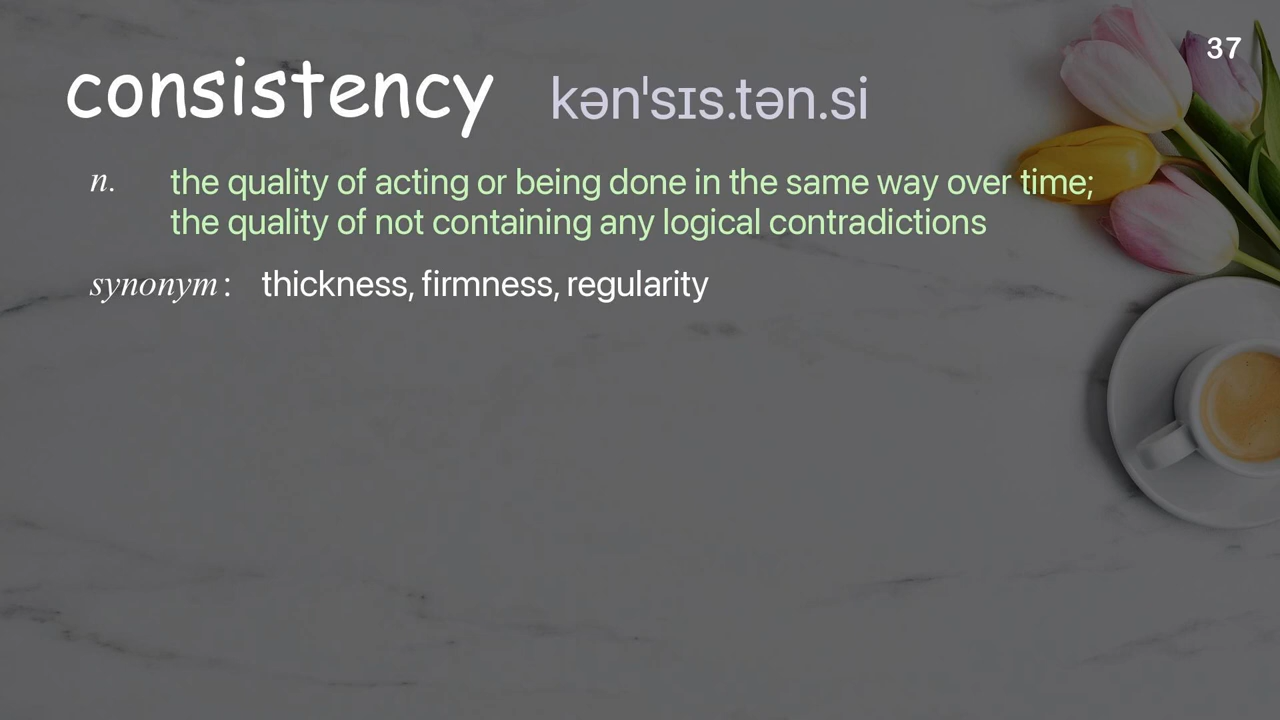 37
consistency kənˈsɪs.tən.si
n. the quality of acting or being done in the same way over time;
the quality of not containing any logical contradictions
synonym : thickness, firmness, regularity